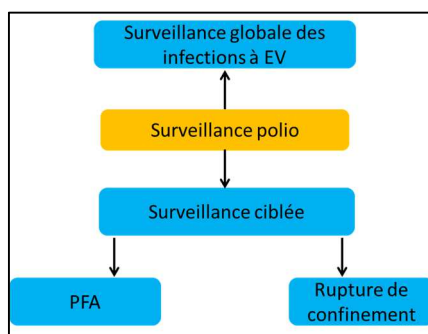 Surveillance globale des
infections à EV
Surveillance polio
Surveillance ciblée
PFA
Rupture de
confinement